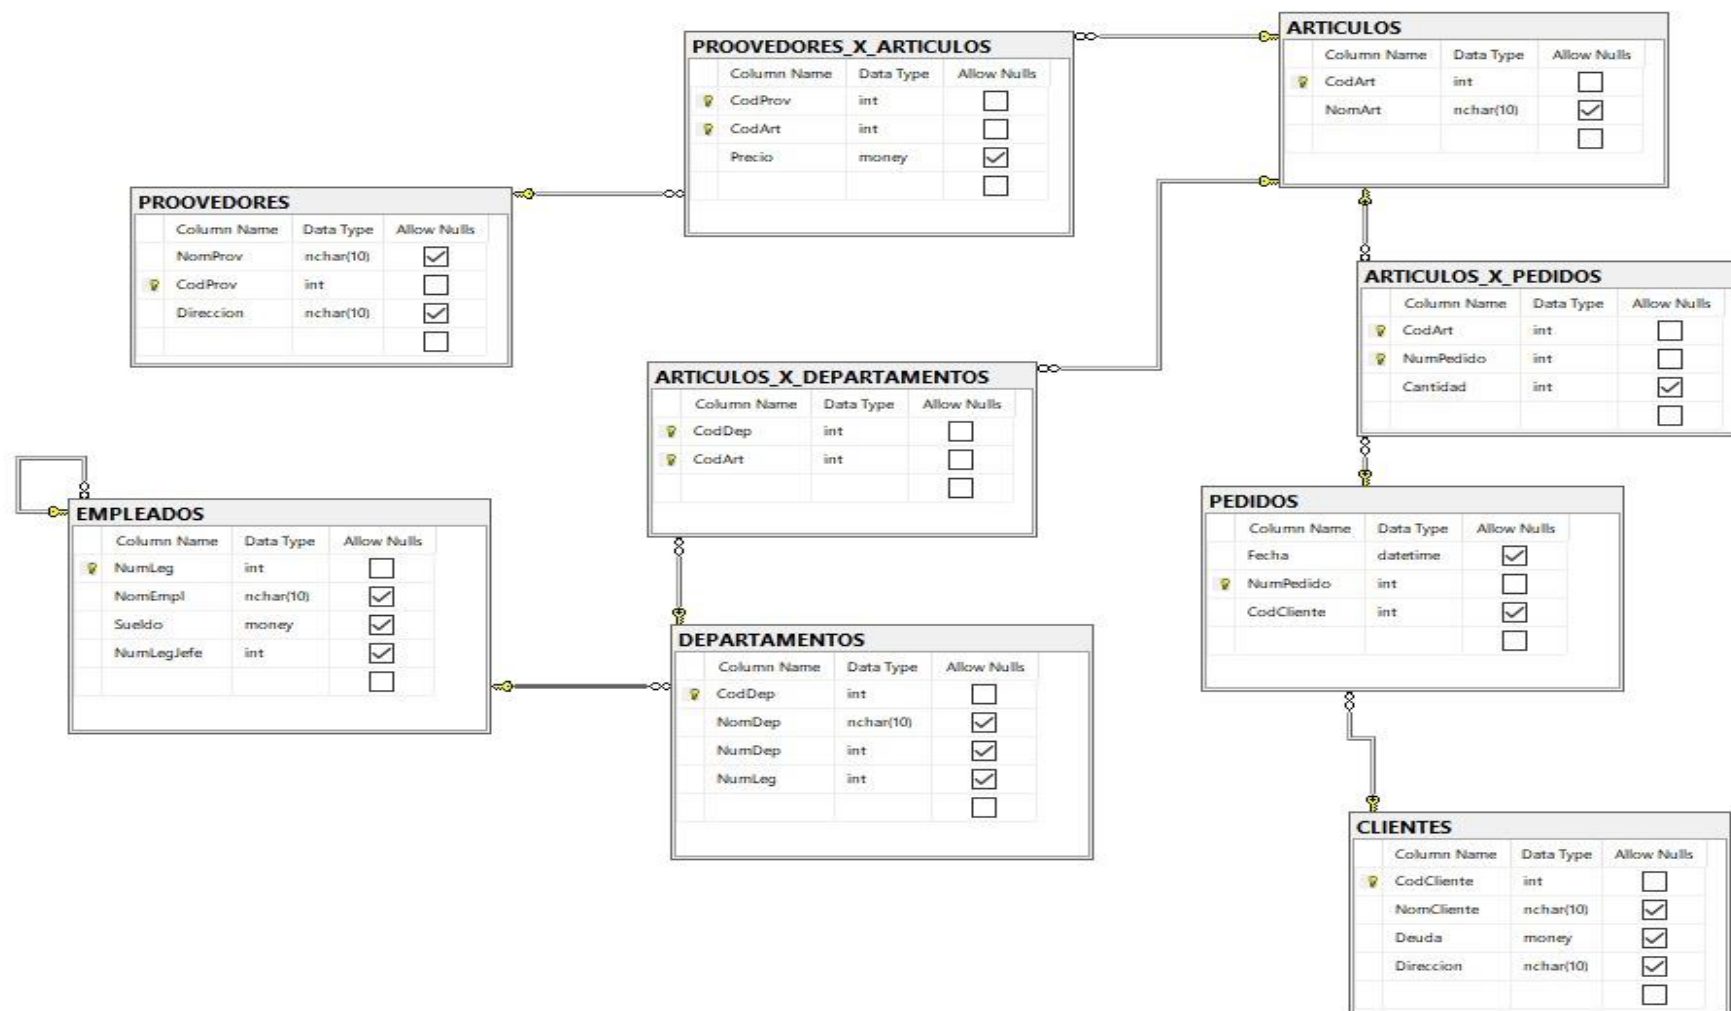 PROOVEDORES_X_ARTICULOS
Column Name Data Type Allow Nulls
CodProv int
CodArt int
Precio money
ARTICULOS
Column Name Data Type Allow Nulls
CodArt int
NomArt nchar(10)
PROOVEDORES
Column Name Data Type Allow Nulls
NomProv nchar(10)
CodProv int
Direccion nchar(10)
ARTICULOS_X_PEDIDOS
Column Name Data Type Allow Nulls
CodArt int
NumPedido int
Cantidad int
ARTICULOS_X_DEPARTAMENTOS
Column Name Data Type Allow Nulls
CodDep int
CodArt int
EMPLEADOS
Column Name Data Type Allow Nulls
NumLeg int
NomEmpl nchar(10)
Sueldo money
NumLegJefe int
PEDIDOS
Column Name Data Type Allow Nulls
Fecha datetime
NumPedido int
CodCliente int
DEPARTAMENTOS
Column Name Data Type Allow Nulls
CodDep int
NomDep nchar(10)
NumDep int
NumLeg int
CLIENTES
Column Name Data Type Allow Nulls
CodCliente int
NomCliente nchar(10)
Deuda money
Direccion nchar(10)